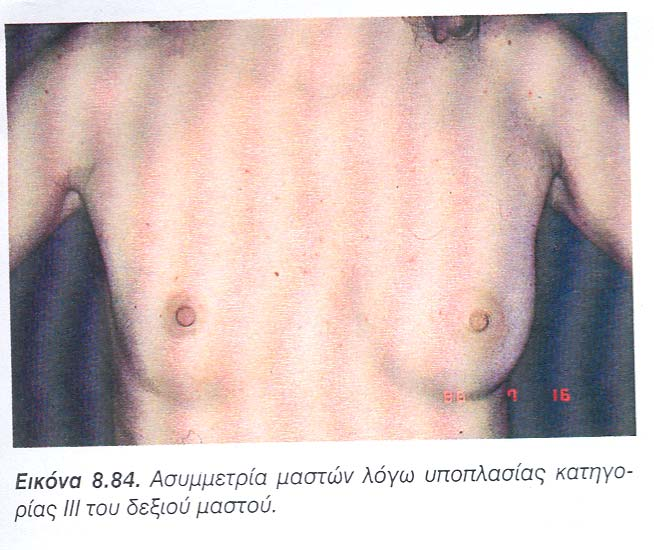 7 16
Εικόνα 8.84. Ασυμμετρία μαστών λόγω υποπλασίας κατηγο-
ρίας III του δεξιού μαστού.